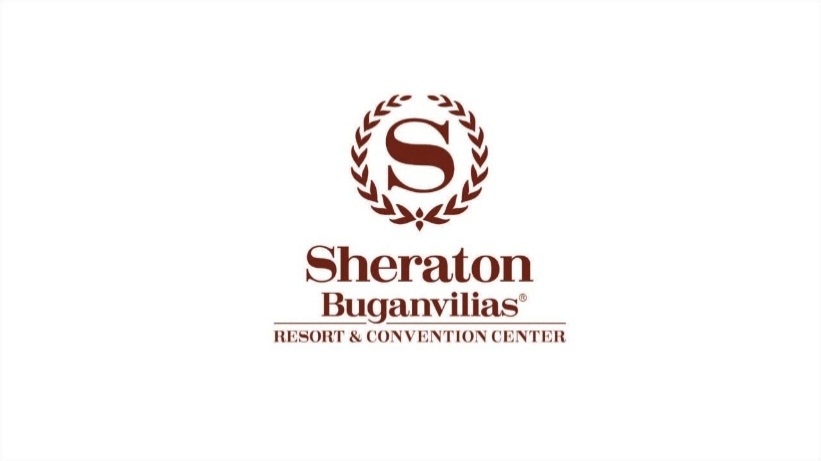 S
Sheraton
Buganvilias®
RESORT & CONVENTION CENTER